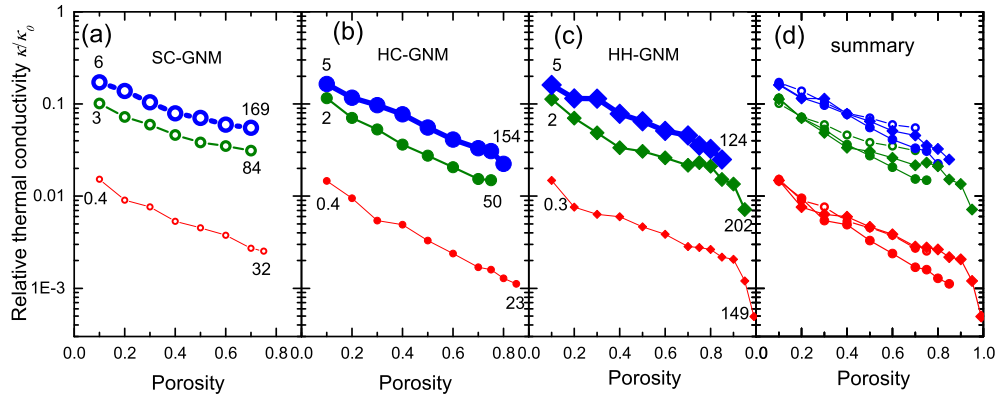 Relative thermal conductivity κ/κ0
1
0.1
0.01
1E-3
(a)
SC-GNM
6
3
169
84
0.4
32
0.0 0.2 0.4 0.6 0.8
Porosity
(b)
HC-GNM
5
2
154
50
0.4
23
0.0 0.2 0.4 0.6 0.8
Porosity
(c)
HH-GNM
5
2
124
202
0.3
149
0.0 0.2 0.4 0.6 0.8
Porosity
(d)
summary
0.2 0.4 0.6 0.8 1.0
Porosity